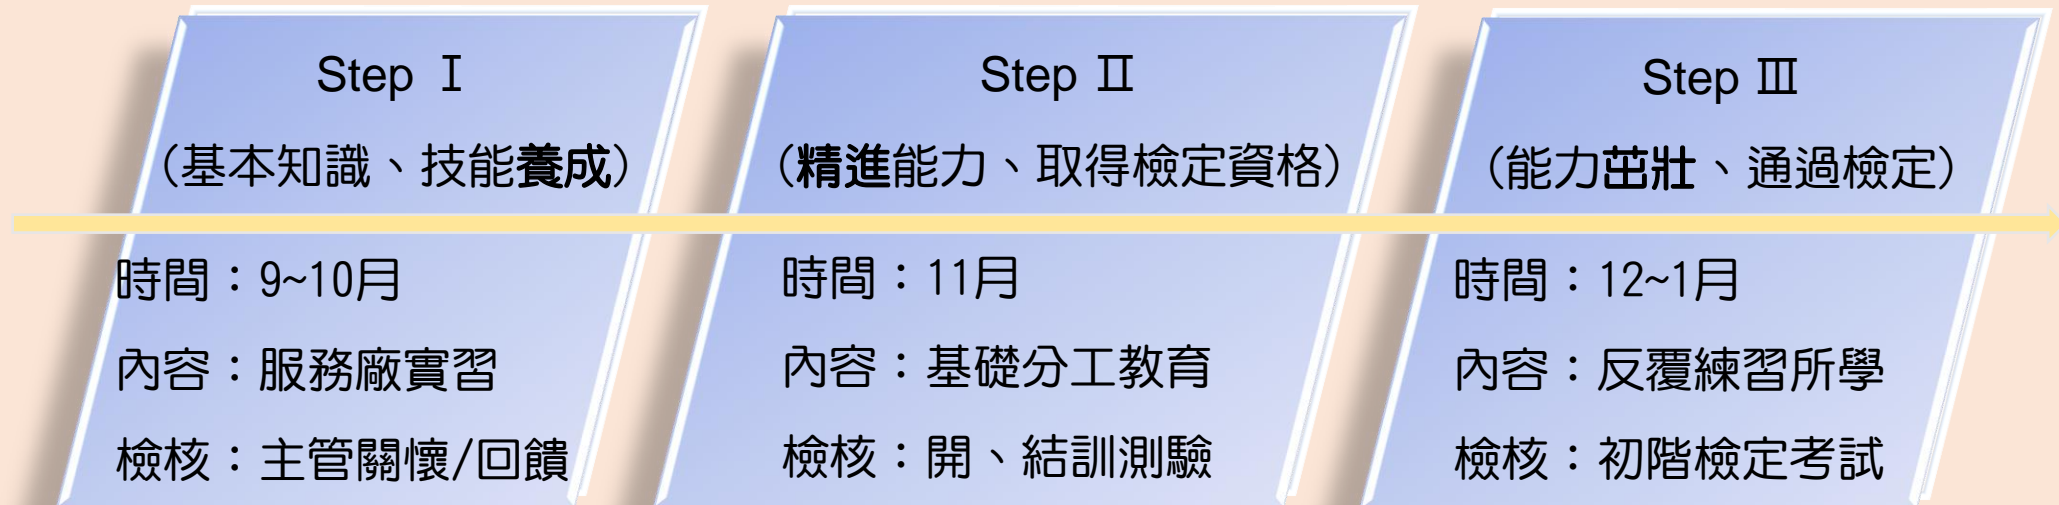 Step Ⅰ
（基本知識、技能養成）
時間：9~10月
內容：服務廠實習
檢核：主管關懷/回饋
Step Ⅱ
（精進能力、取得檢定資格）
時間：11月
內容：基礎分工教育
檢核：開、結訓測驗
Step Ⅲ
（能力茁壯、通過檢定）
時間：12~1月
內容：反覆練習所學
檢核：初階檢定考試